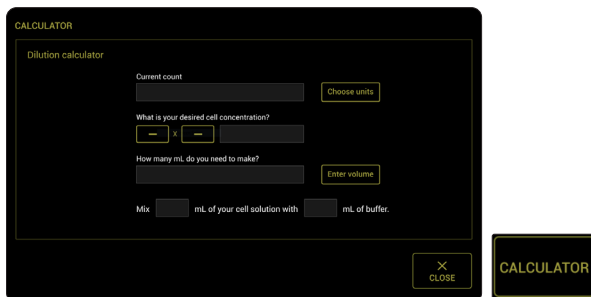 CALCULATOR
Dilution calculator
Current count
Choose units
What is your desired cell concentration?
– x –
How many mL do you need to make?
Enter volume
Mix mL of your cell solution with mL of buffer.
× CLOSE
CALCULATOR